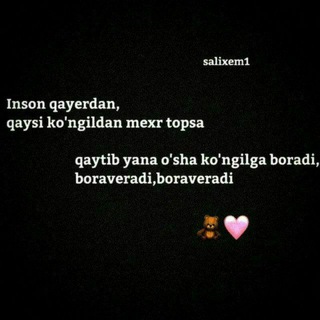 salixem1
Inson qayerdan,
qaysi ko'ngildan mexr topsa
qaytib yana o'sha ko'ngilga boradi,
boraveradi,boraveradi